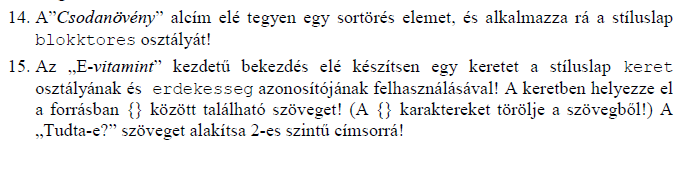 14. A”Csodanövény” alcím elé tegyen egy sortörés elemet, és alkalmazza rá a stíluslap
blokktores osztályát!
15. Az „E-vitamint” kezdetű bekezdés elé készítsen egy keretet a stíluslap keret
osztályának és erdekesseg azonosítójának felhasználásával! A keretben helyezze el
a forrásban {} között található szöveget! (A {} karaktereket törölje a szövegből!) A
„Tudta-e?” szöveget alakítsa 2-es szintű címsorrá!